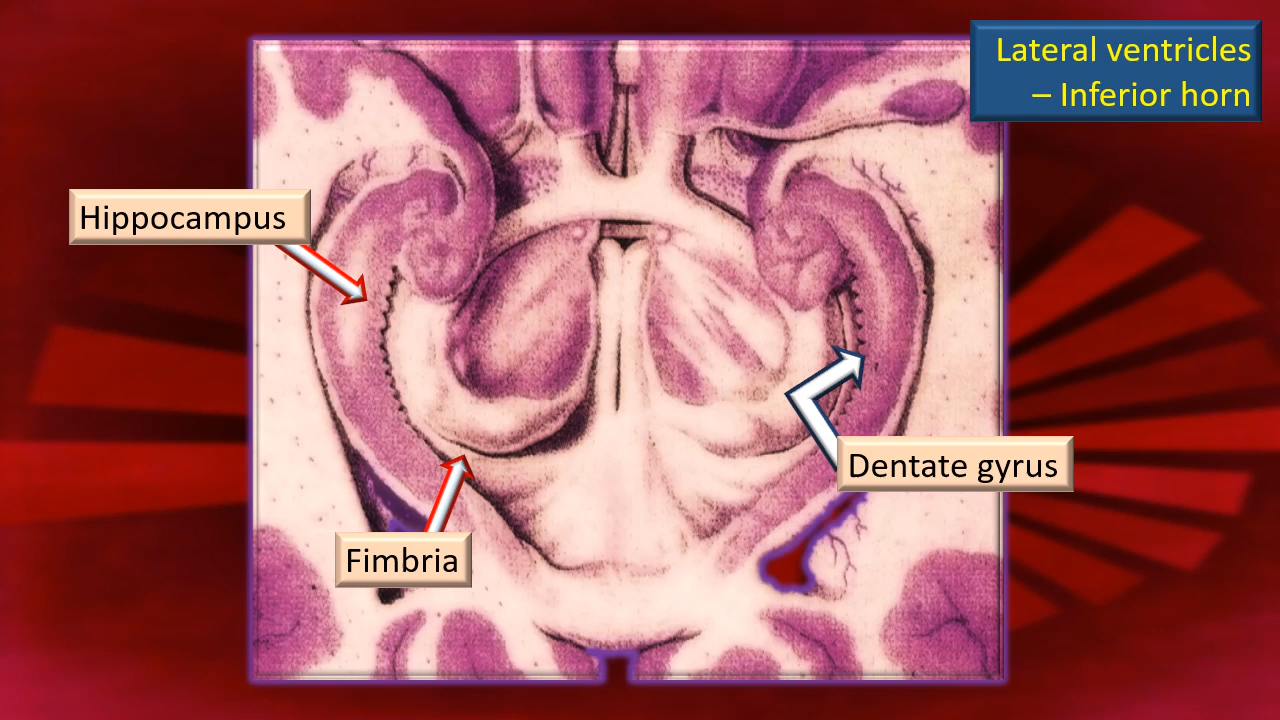 Lateral ventricles
– Inferior horn
Hippocampus
Dentate gyrus
Fimbria